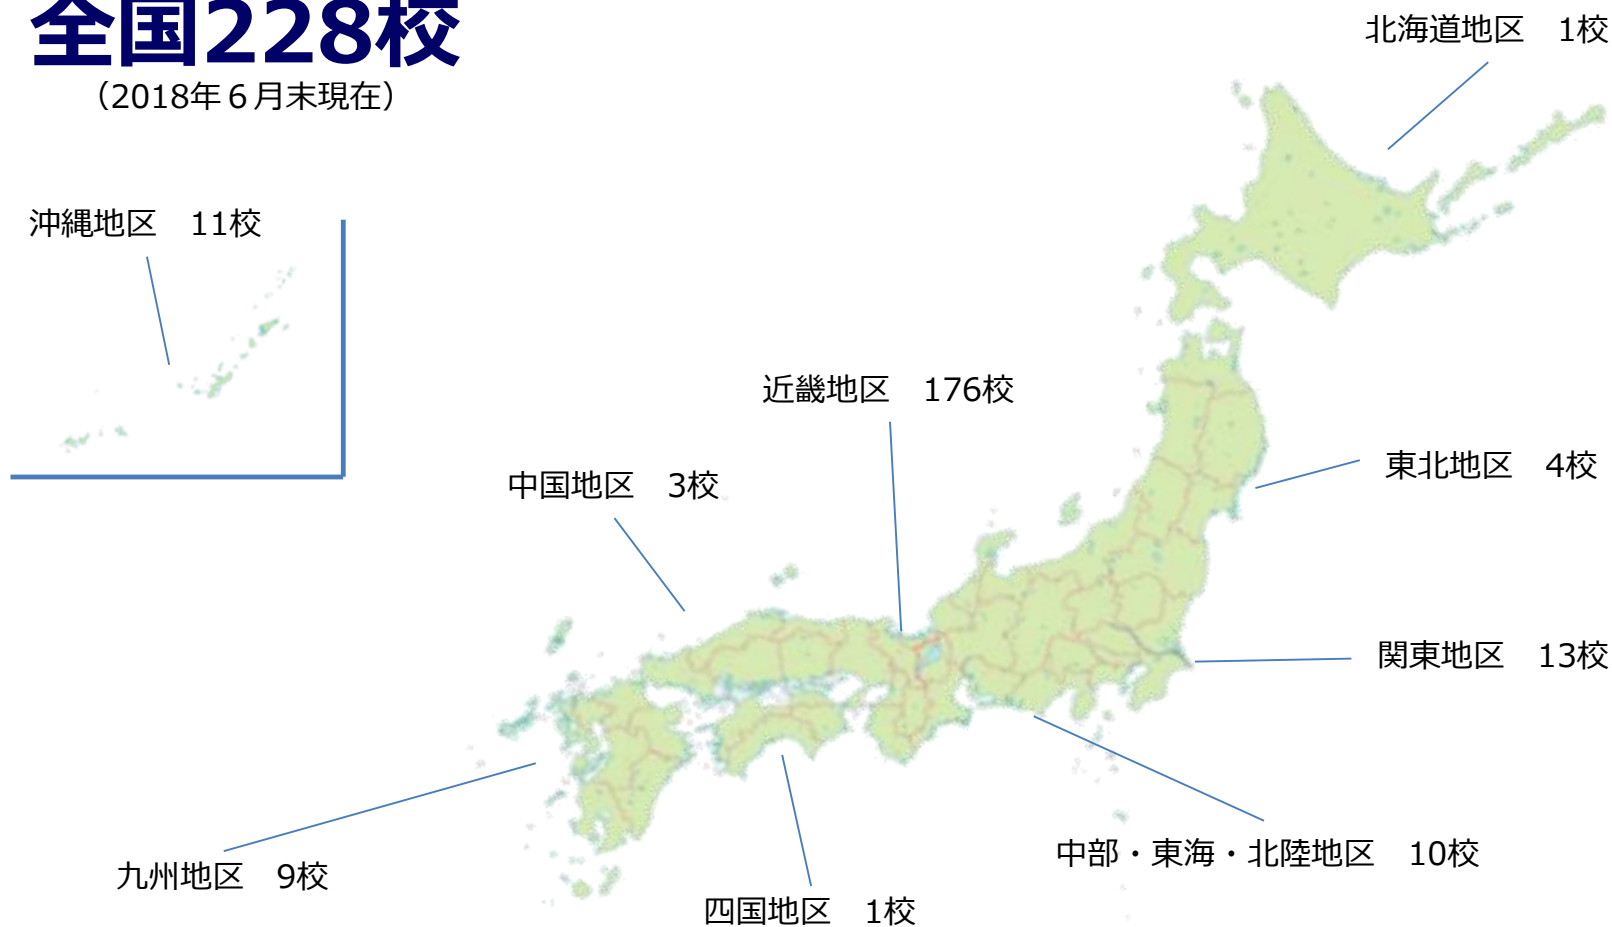 全国228校
（2018年６月末現在）
北海道地区　1校
沖縄地区　11校
近畿地区　176校
東北地区　4校
中国地区　3校
関東地区　13校
中部・東海・北陸地区　10校
九州地区　9校
四国地区　1校